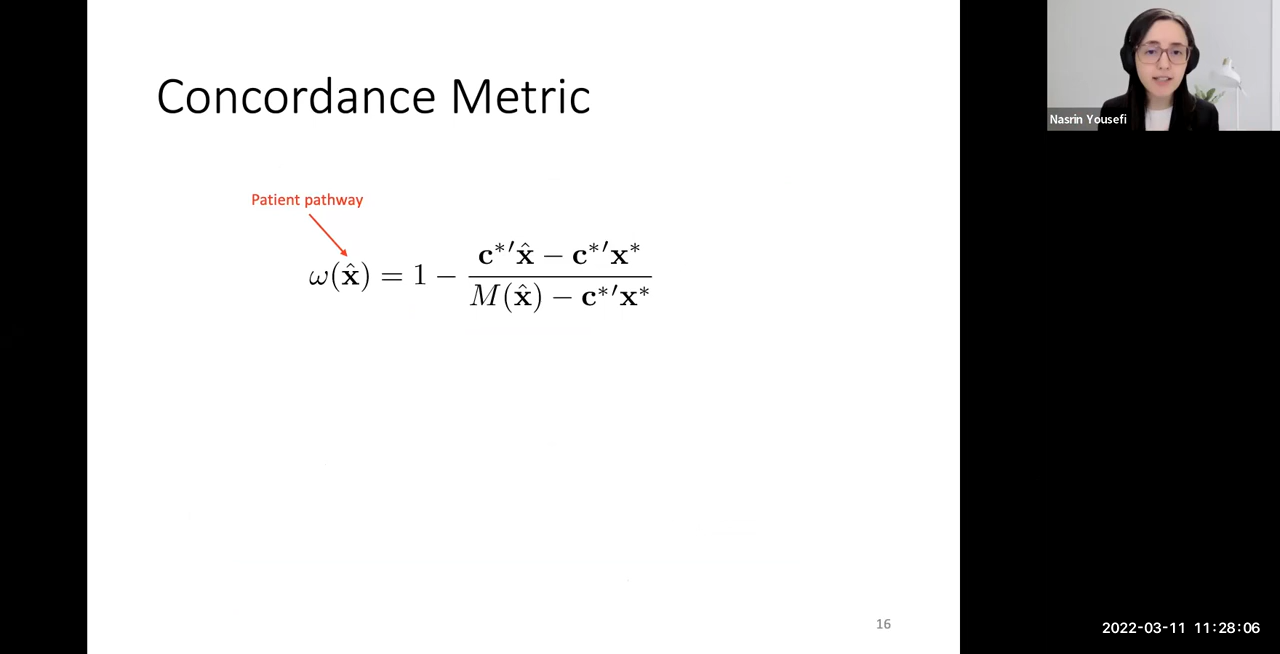 Concordance Metric
Patient pathway
ω(x̂) = 1 − (c*′x̂ − c*′x*) / (M(x̂) − c*′x*)
16
Nasrin Yousefi
2022-03-11 11:28:06